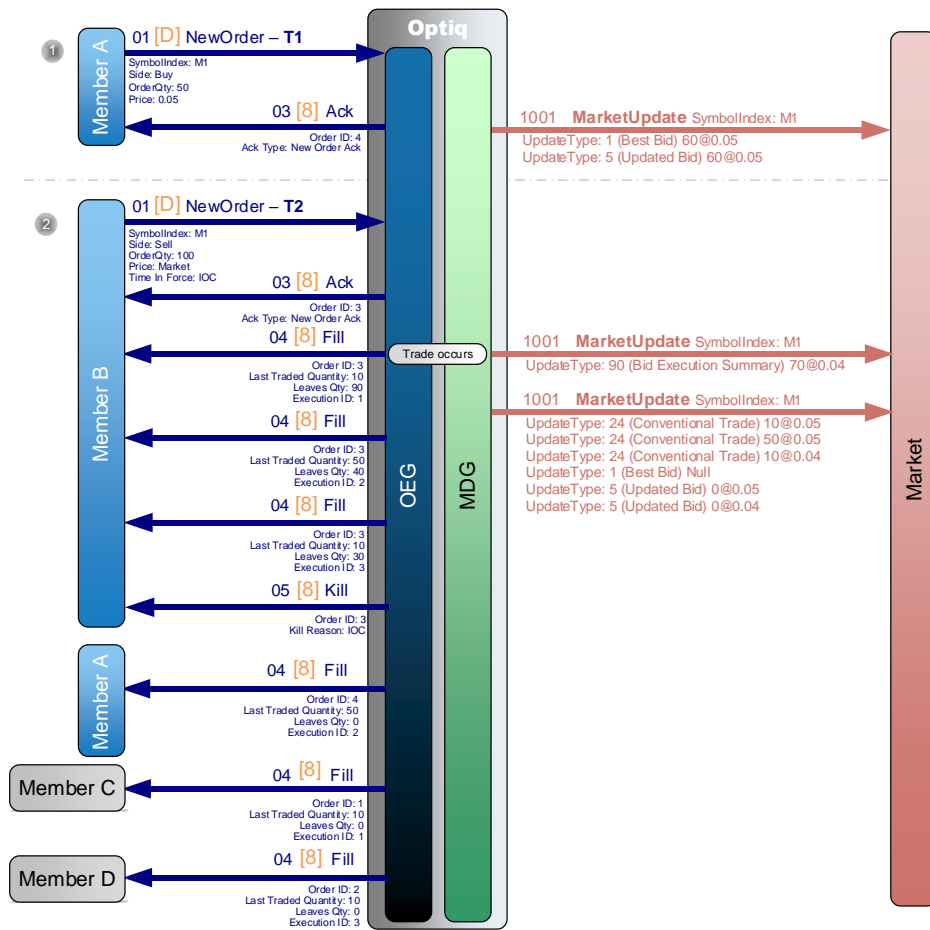 Optiq
1
Member A
01 [D] NewOrder – T1
SymbolIndex: M1
Side: Buy
OrderQty: 50
Price: 0.05
03 [8] Ack
Order ID: 4
Ack Type: New Order Ack
1001 MarketUpdate SymbolIndex: M1
UpdateType: 1 (Best Bid) 60@0.05
UpdateType: 5 (Updated Bid) 60@0.05
2
Member B
01 [D] NewOrder – T2
SymbolIndex: M1
Side: Sell
OrderQty: 100
Price: Market
Time In Force: IOC
03 [8] Ack
Order ID: 3
Ack Type: New Order Ack
04 [8] Fill
Order ID: 3
Last Traded Quantity: 10
Leaves Qty: 90
Execution ID: 1
Trade occurs
1001 MarketUpdate SymbolIndex: M1
UpdateType: 90 (Bid Execution Summary) 70@0.04
1001 MarketUpdate SymbolIndex: M1
UpdateType: 24 (Conventional Trade) 10@0.05
UpdateType: 24 (Conventional Trade) 50@0.05
UpdateType: 24 (Conventional Trade) 10@0.04
UpdateType: 1 (Best Bid) Null
UpdateType: 5 (Updated Bid) 0@0.05
UpdateType: 5 (Updated Bid) 0@0.04
04 [8] Fill
Order ID: 3
Last Traded Quantity: 50
Leaves Qty: 40
Execution ID: 2
OEG
MDG
Market
04 [8] Fill
Order ID: 3
Last Traded Quantity: 10
Leaves Qty: 30
Execution ID: 3
05 [8] Kill
Order ID: 3
Kill Reason: IOC
Member A
04 [8] Fill
Order ID: 4
Last Traded Quantity: 50
Leaves Qty: 0
Execution ID: 2
Member C
04 [8] Fill
Order ID: 1
Last Traded Quantity: 10
Leaves Qty: 0
Execution ID: 1
Member D
04 [8] Fill
Order ID: 2
Last Traded Quantity: 10
Leaves Qty: 0
Execution ID: 3